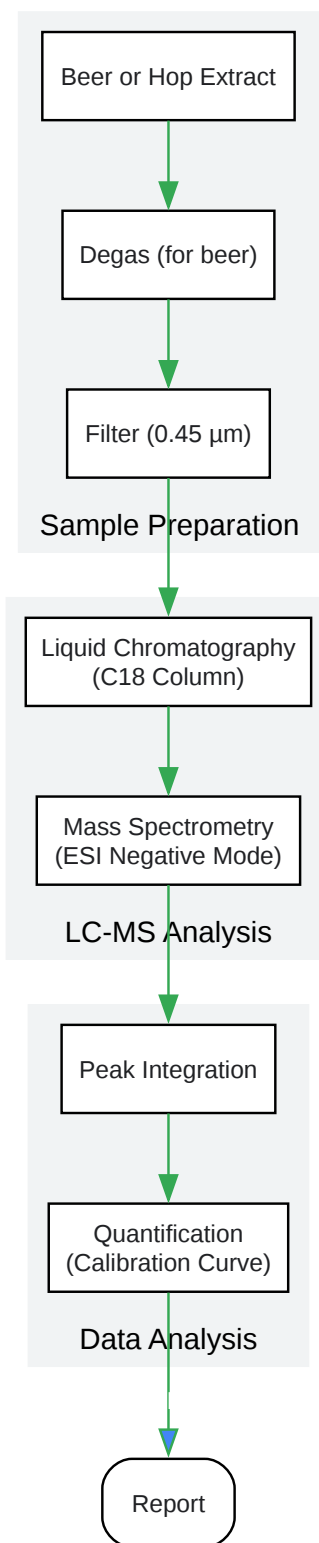 Beer or Hop Extract
Degas (for beer)
Filter (0.45 µm)
Sample Preparation
Liquid Chromatography
(C18 Column)
Mass Spectrometry
(ESI Negative Mode)
LC-MS Analysis
Peak Integration
Quantification
(Calibration Curve)
Data Analysis
Report